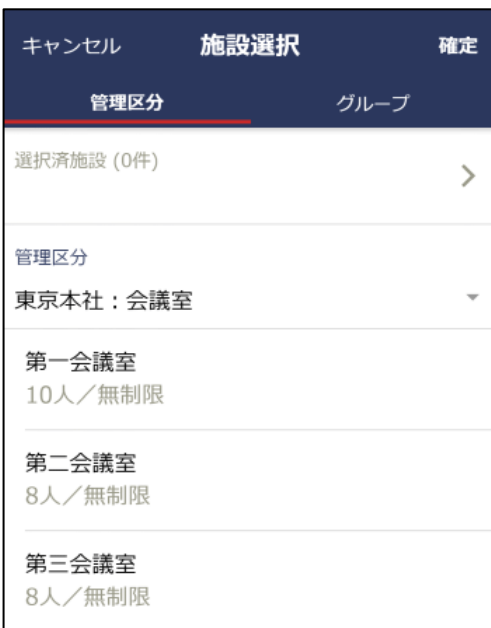 キャンセル 施設選択 確定
管理区分 グループ
選択済施設 (0件)
管理区分
東京本社：会議室
第一会議室
10人／無制限
第二会議室
8人／無制限
第三会議室
8人／無制限